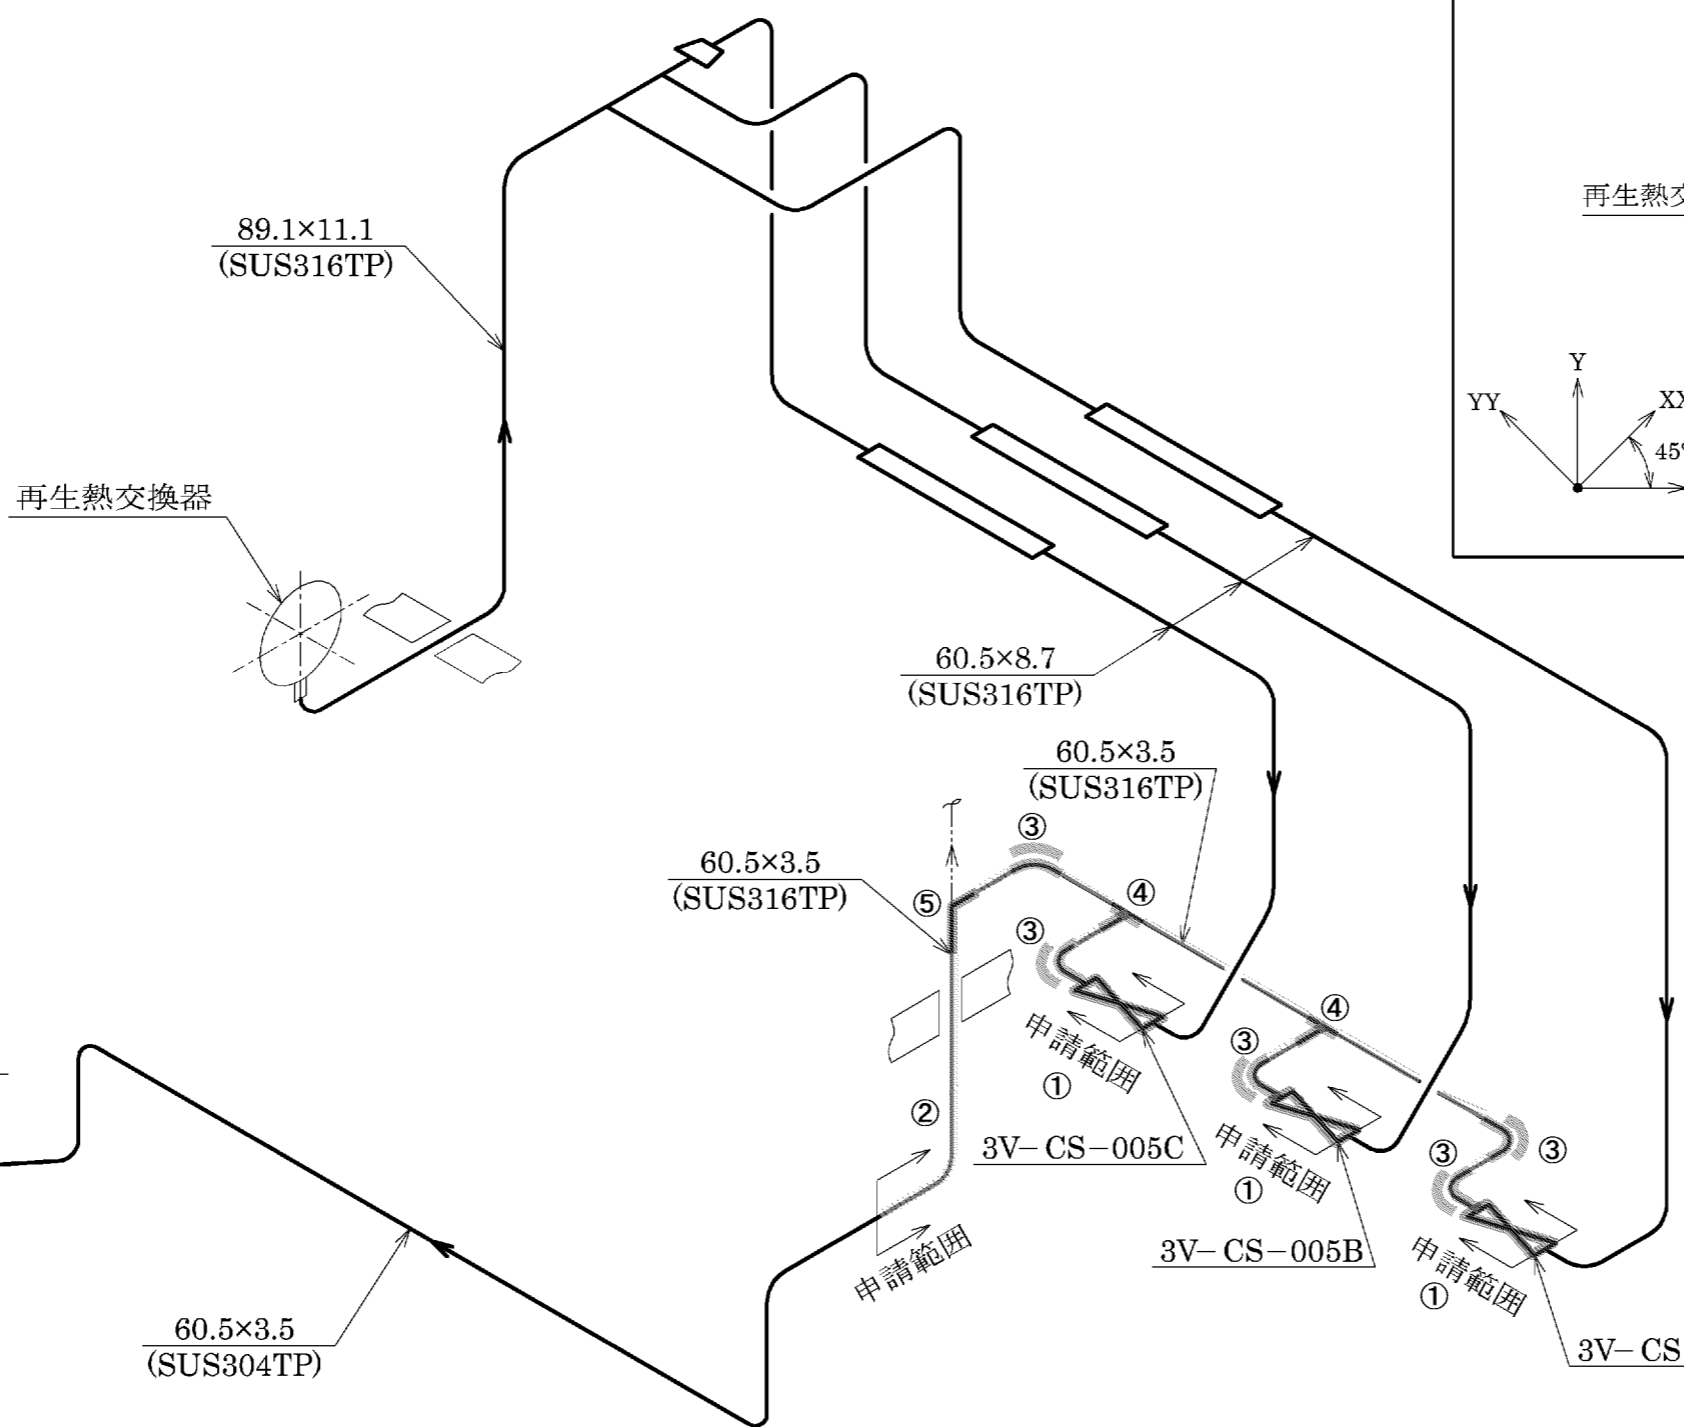 再生熱交
89.1×11.1
(SUS316TP)
Y
YY
XX
45°
再生熱交換器
60.5×8.7
(SUS316TP)
60.5×3.5
(SUS316TP)
③
60.5×3.5
(SUS316TP)
⑤
④
③
申請範囲
①
④
③
②
3V-CS-005C
申請範囲
①
③
③
3V-CS-005B
申請範囲
①
申請範囲
60.5×3.5
(SUS304TP)
3V-CS